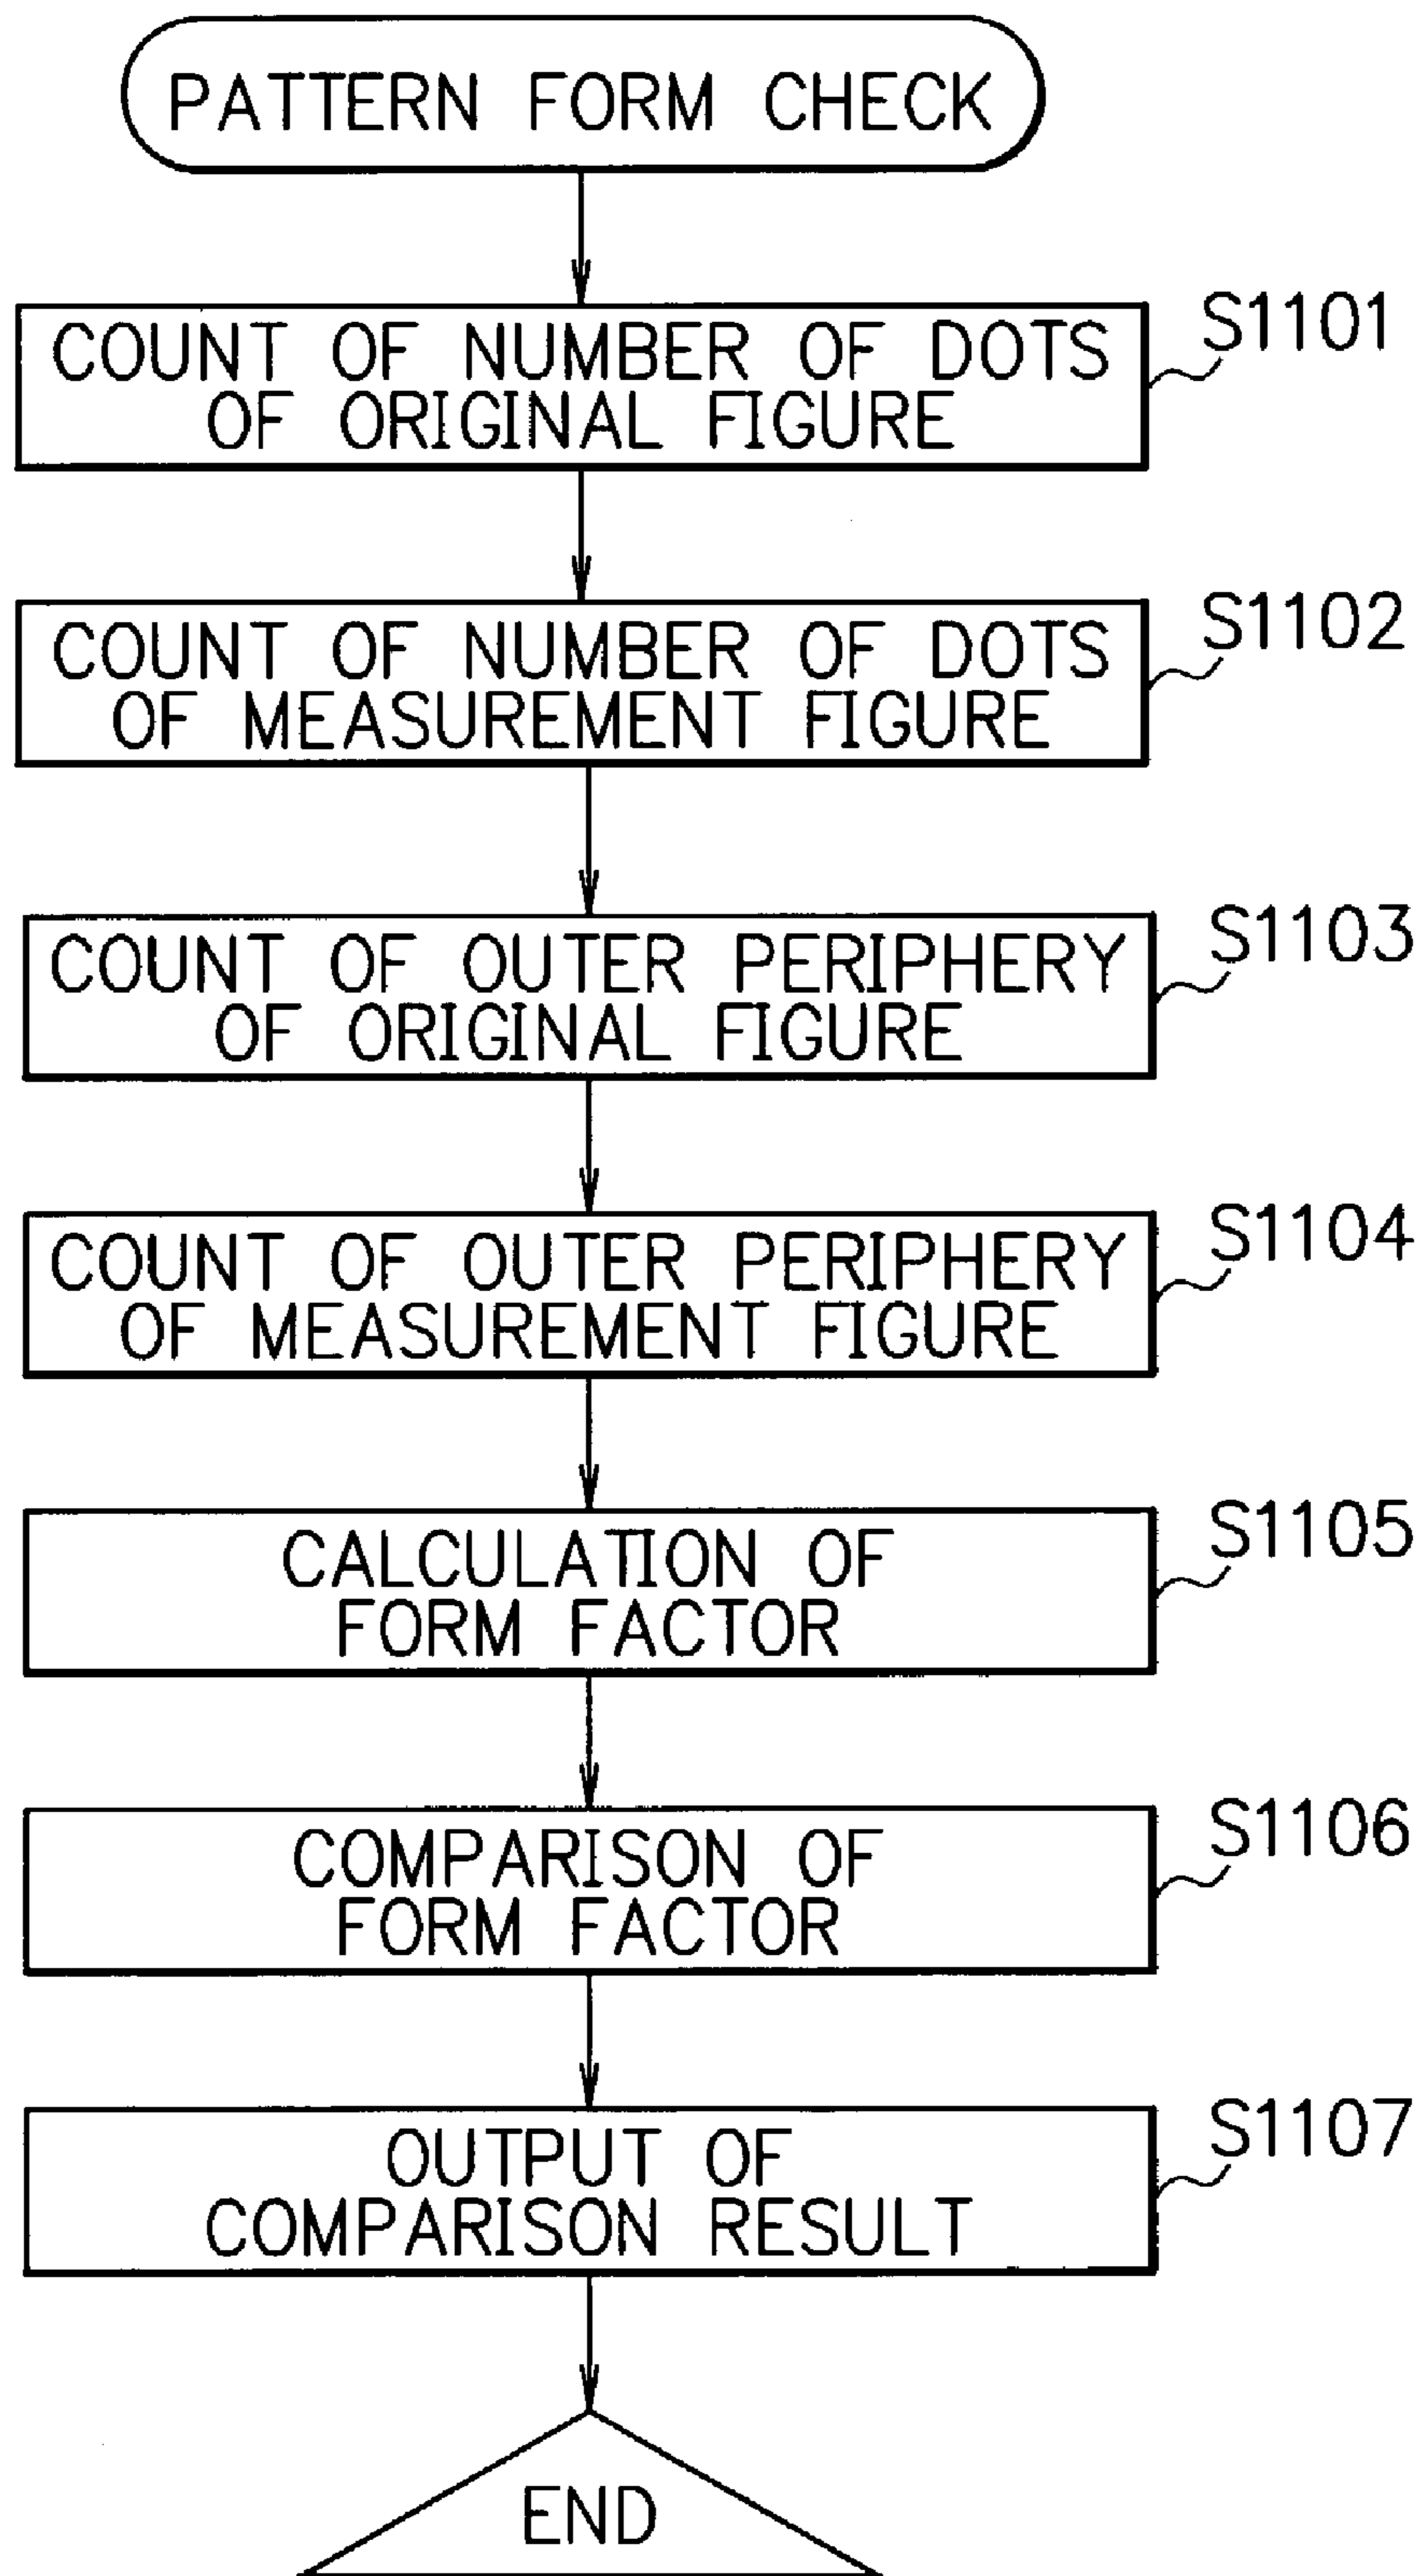 PATTERN FORM CHECK
COUNT OF NUMBER OF DOTS
OF ORIGINAL FIGURE
S1101
COUNT OF NUMBER OF DOTS
OF MEASUREMENT FIGURE
S1102
COUNT OF OUTER PERIPHERY
OF ORIGINAL FIGURE
S1103
COUNT OF OUTER PERIPHERY
OF MEASUREMENT FIGURE
S1104
CALCULATION OF
FORM FACTOR
S1105
COMPARISON OF
FORM FACTOR
S1106
OUTPUT OF
COMPARISON RESULT
S1107
END